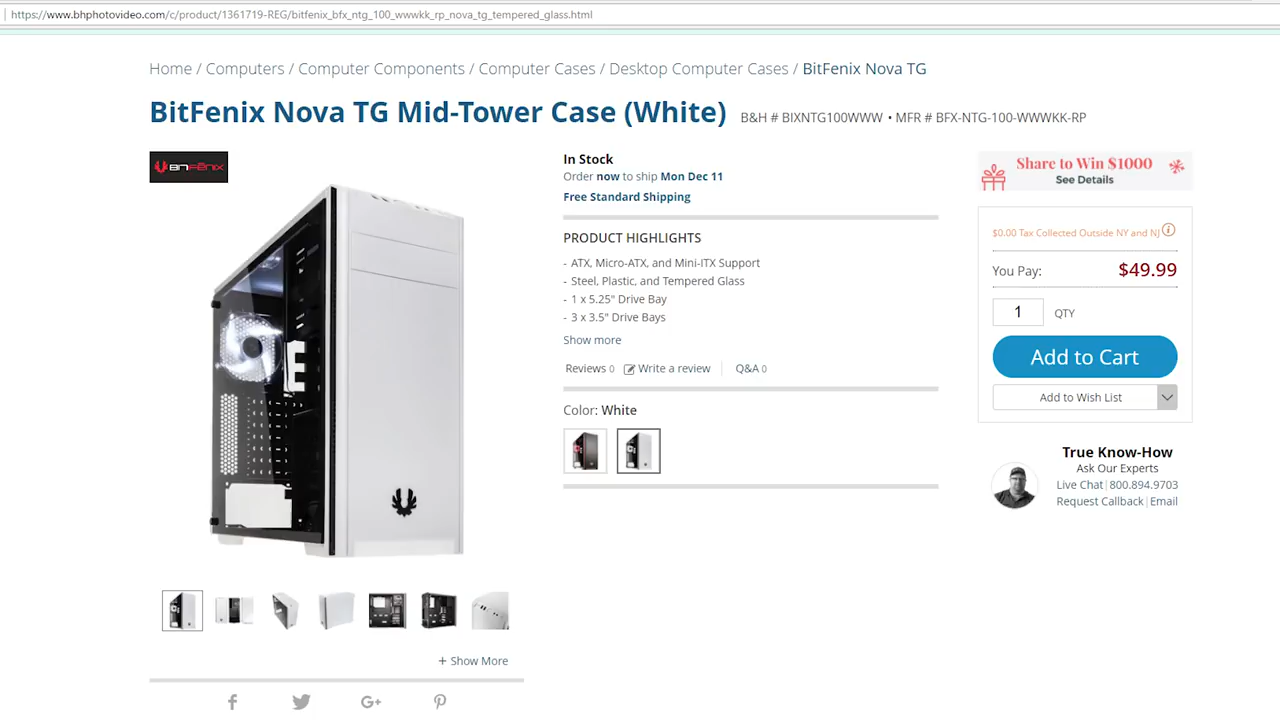 https://www.bhphotovideo.com/c/product/1361719-REG/bitfenix_bfx_ntg_100_wwwkk_rp_nova_tg_tempered_glass.html
Home / Computers / Computer Components / Computer Cases / Desktop Computer Cases / BitFenix Nova TG
BitFenix Nova TG Mid-Tower Case (White) B&H # BIXNTG100WWW • MFR # BFX-NTG-100-WWWKK-RP
BITFENIX
In Stock
Order now to ship Mon Dec 11
Free Standard Shipping
PRODUCT HIGHLIGHTS
- ATX, Micro-ATX, and Mini-ITX Support
- Steel, Plastic, and Tempered Glass
- 1 x 5.25" Drive Bay
- 3 x 3.5" Drive Bays
Show more
Reviews 0 Write a review Q&A 0
Color: White
Share to Win $1000
See Details
$0.00 Tax Collected Outside NY and NJ
You Pay: $49.99
1 QTY
Add to Cart
Add to Wish List
True Know-How
Ask Our Experts
Live Chat | 800.894.9703
Request Callback | Email
+ Show More